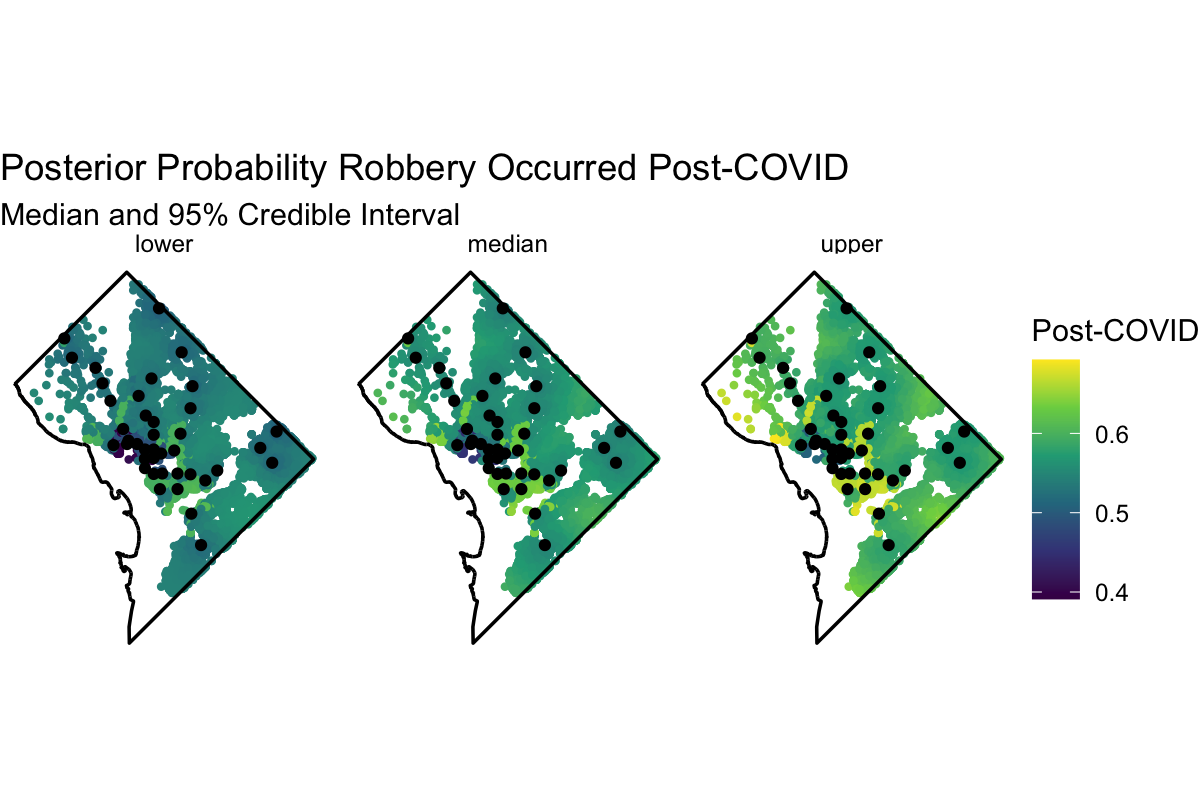 Posterior Probability Robbery Occurred Post-COVID
Median and 95% Credible Interval
lower median upper
Post-COVID
0.6
0.5
0.4